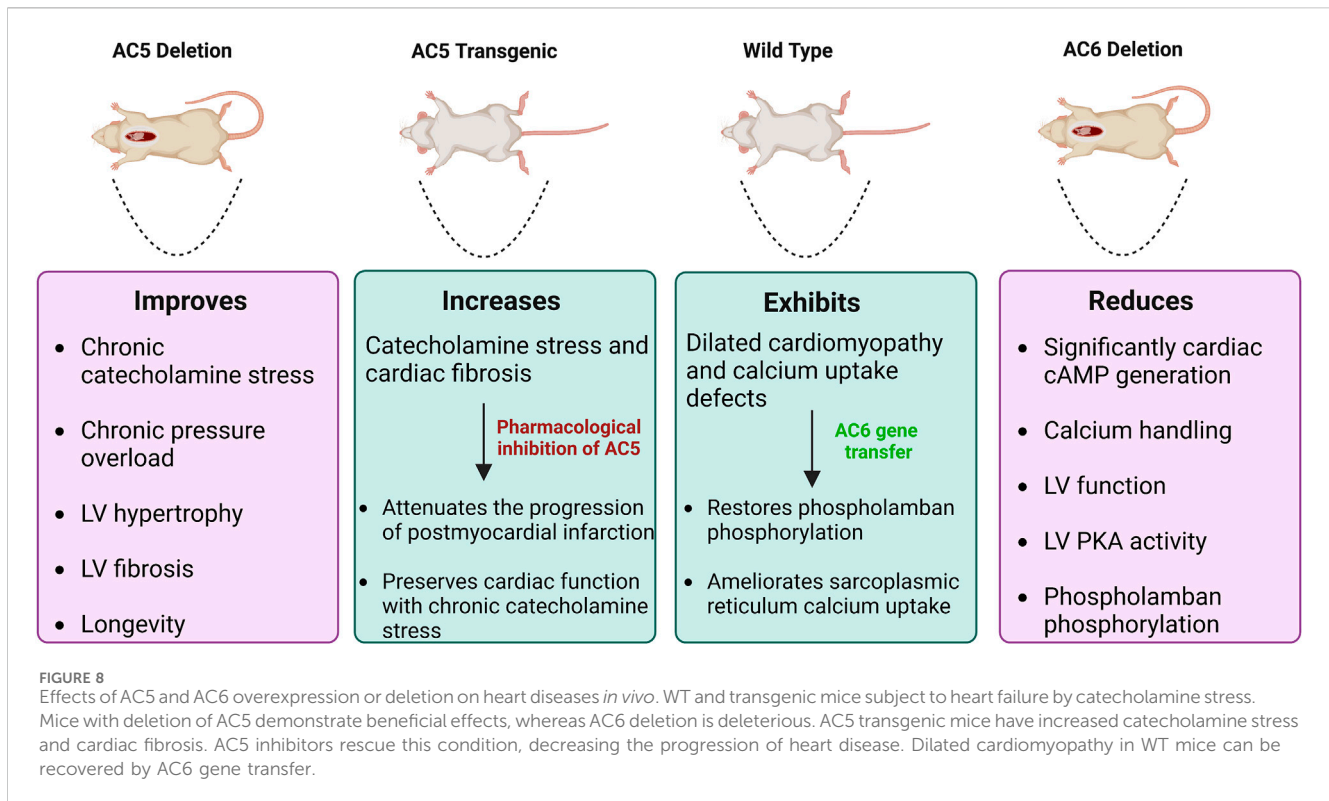 AC5 Deletion
AC5 Transgenic
Wild Type
AC6 Deletion
Improves
• Chronic
catecholamine stress
• Chronic pressure
overload
• LV hypertrophy
• LV fibrosis
• Longevity
Increases
Catecholamine stress and
cardiac fibrosis
Pharmacological
inhibition of AC5
• Attenuates the progression
of postmyocardial infarction
• Preserves cardiac function
with chronic catecholamine
stress
Exhibits
Dilated cardiomyopathy
and calcium uptake
defects
AC6 gene
transfer
• Restores phospholamban
phosphorylation
• Ameliorates sarcoplasmic
reticulum calcium uptake
Reduces
• Significantly cardiac
cAMP generation
• Calcium handling
• LV function
• LV PKA activity
• Phospholamban
phosphorylation
FIGURE 8
Effects of AC5 and AC6 overexpression or deletion on heart diseases in vivo. WT and transgenic mice subject to heart failure by catecholamine stress.
Mice with deletion of AC5 demonstrate beneficial effects, whereas AC6 deletion is deleterious. AC5 transgenic mice have increased catecholamine stress
and cardiac fibrosis. AC5 inhibitors rescue this condition, decreasing the progression of heart disease. Dilated cardiomyopathy in WT mice can be
recovered by AC6 gene transfer.